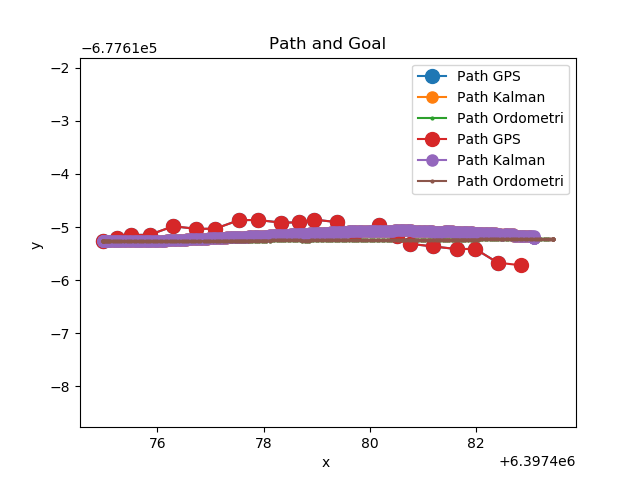 Path and Goal
−6.7761e5
−2
−3
−4
−5
−6
−7
−8
y
76
78
80
82
x
+6.3974e6
Path GPS
Path Kalman
Path Ordometri
Path GPS
Path Kalman
Path Ordometri